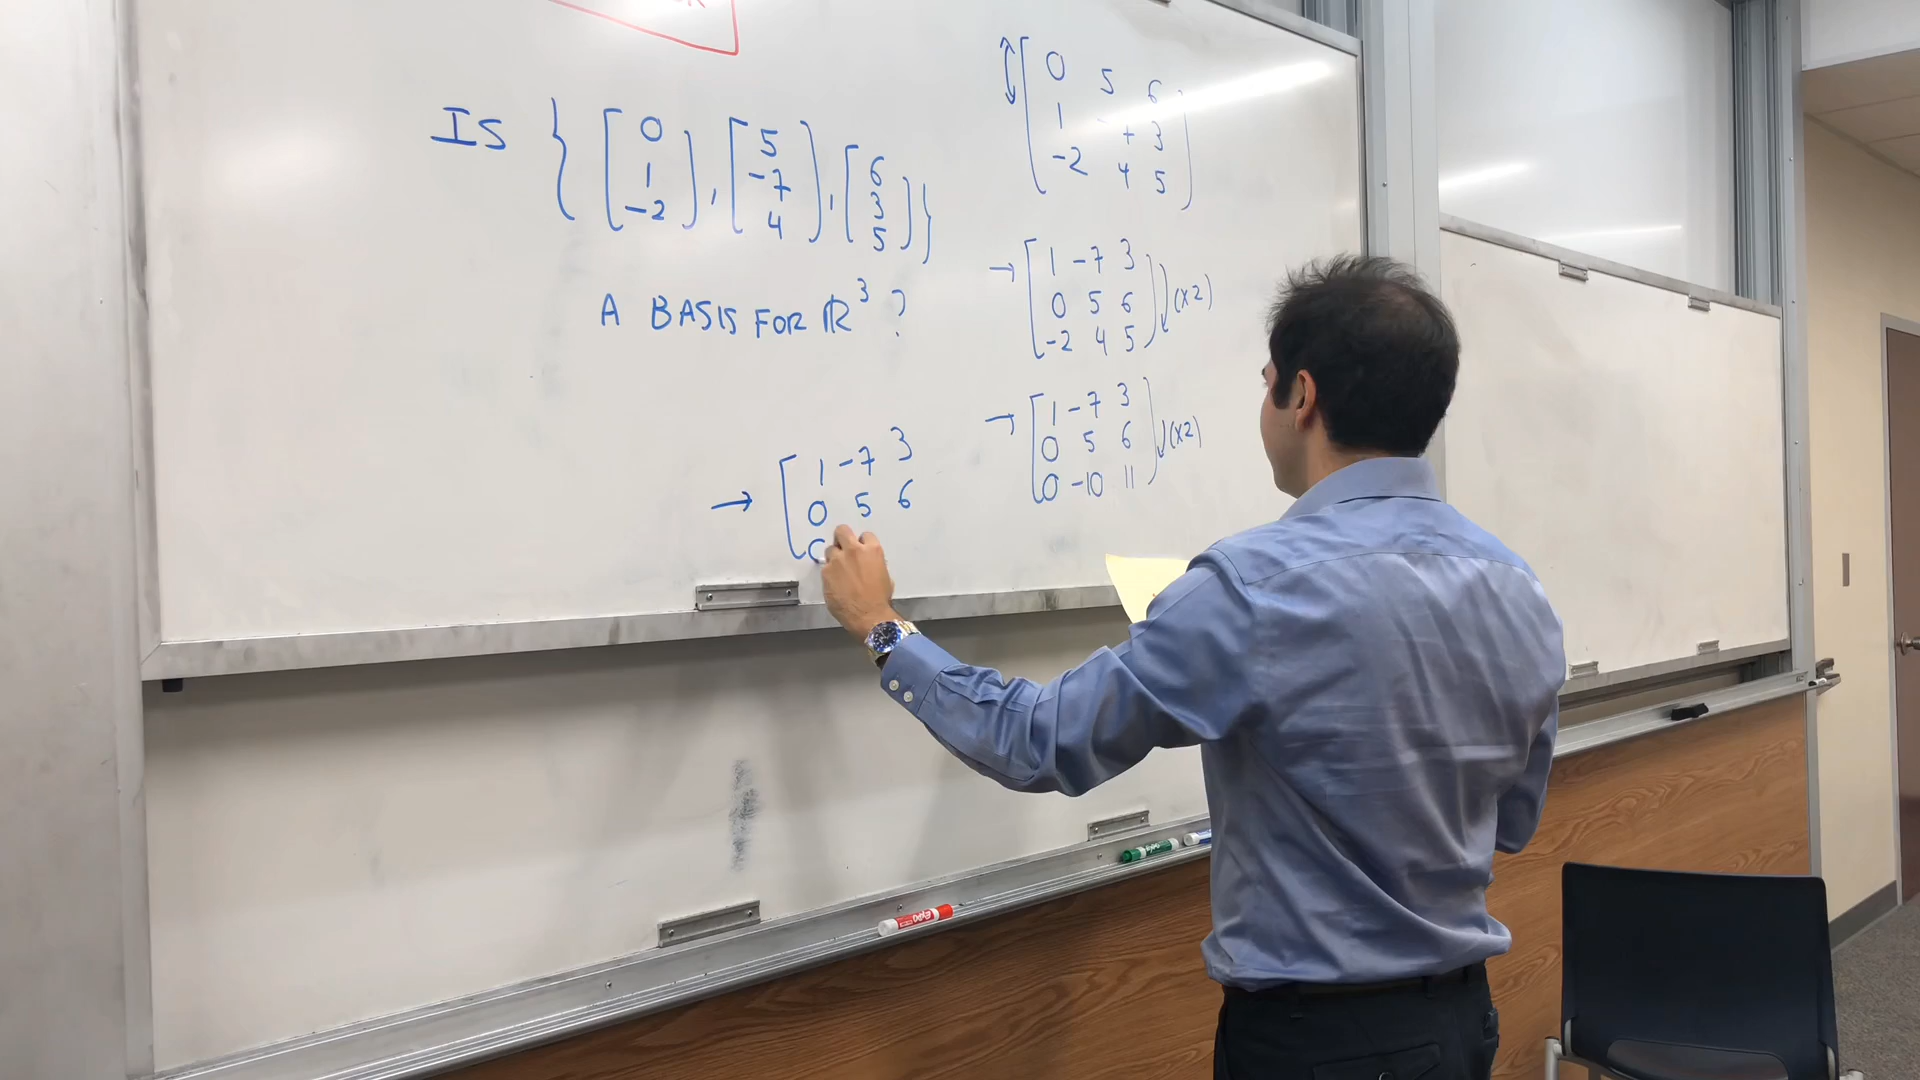 IS { [ 0 1 -2 ], [ 5 -7 4 ], [ 6 3 5 ] }
A BASIS FOR ℝ³ ?
→ [ 1 -7 3
0 5 6
0
↕ [ 0 5 6
1 3
-2 4 5 ]
→ [ 1 -7 3
0 5 6
-2 4 5 ] ↓ (x2)
→ [ 1 -7 3
0 5 6
0 -10 11 ] ↓ (x2)
EXPO